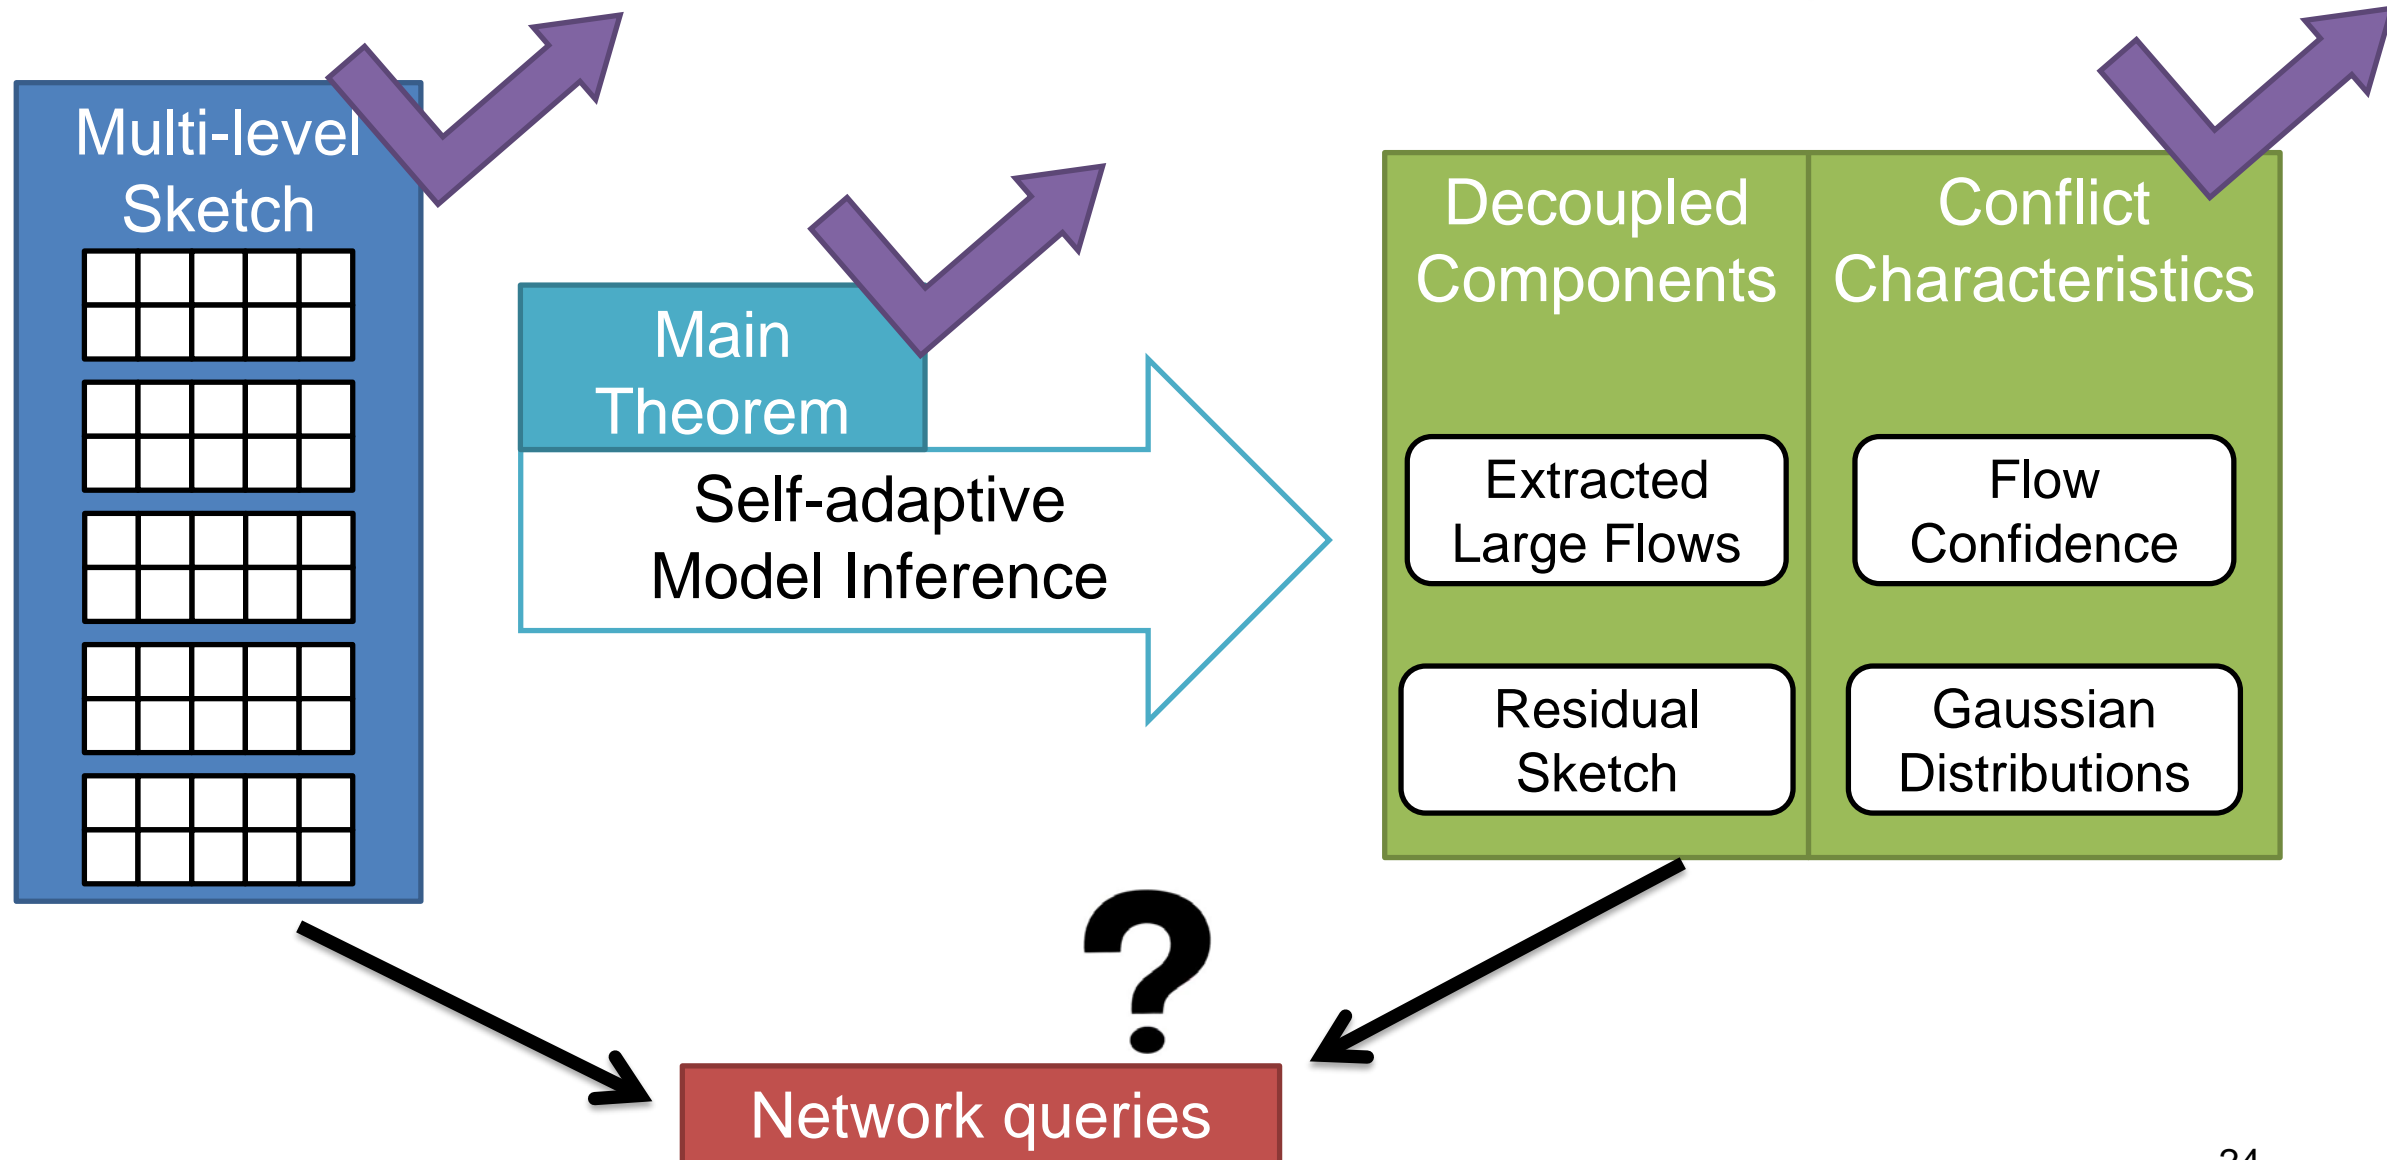 Multi-level
Sketch
Main
Theorem
Self-adaptive
Model Inference
Decoupled
Components
Conflict
Characteristics
Extracted
Large Flows
Flow
Confidence
Residual
Sketch
Gaussian
Distributions
?
Network queries